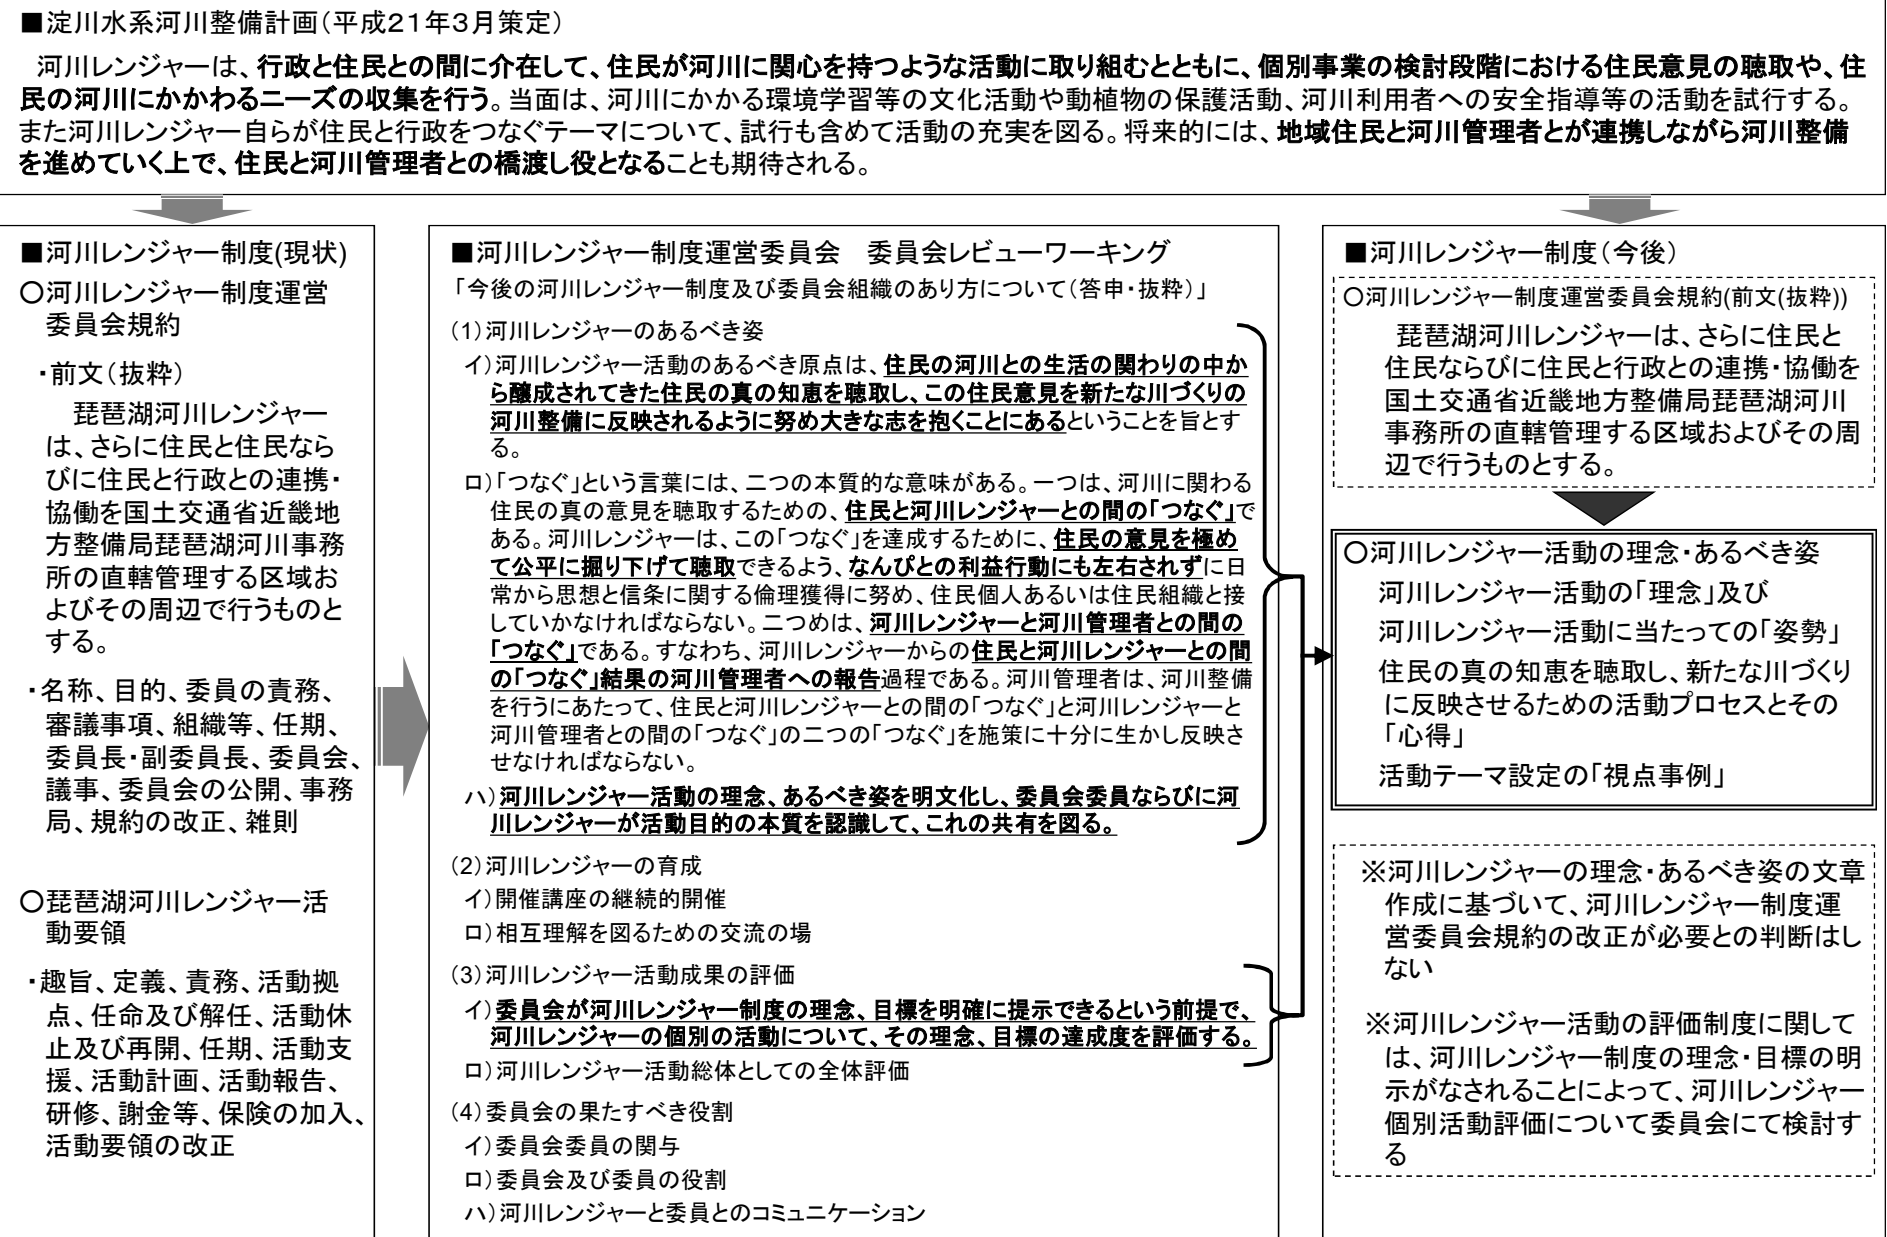 ■淀川水系河川整備計画（平成２１年３月策定）
河川レンジャーは、行政と住民との間に介在して、住民が河川に関心を持つような活動に取り組むとともに、個別事業の検討段階における住民意見の聴取や、住
民の河川にかかわるニーズの収集を行う。当面は、河川にかかる環境学習等の文化活動や動植物の保護活動、河川利用者への安全指導等の活動を試行する。
また河川レンジャー自らが住民と行政をつなぐテーマについて、試行も含めて活動の充実を図る。将来的には、地域住民と河川管理者とが連携しながら河川整備
を進めていく上で、住民と河川管理者との橋渡し役となることも期待される。
■河川レンジャー制度(現状)
〇河川レンジャー制度運営
委員会規約
・前文（抜粋）
琵琶湖河川レンジャー
は、さらに住民と住民なら
びに住民と行政との連携・
協働を国土交通省近畿地
方整備局琵琶湖河川事務
所の直轄管理する区域お
よびその周辺で行うものと
する。
・名称、目的、委員の責務、
審議事項、組織等、任期、
委員長・副委員長、委員会、
議事、委員会の公開、事務
局、規約の改正、雑則
〇琵琶湖河川レンジャー活
動要領
・趣旨、定義、責務、活動拠
点、任命及び解任、活動休
止及び再開、任期、活動支
援、活動計画、活動報告、
研修、謝金等、保険の加入、
活動要領の改正
■河川レンジャー制度運営委員会　委員会レビューワーキング
「今後の河川レンジャー制度及び委員会組織のあり方について（答申・抜粋）」
（１）河川レンジャーのあるべき姿
イ）河川レンジャー活動のあるべき原点は、住民の河川との生活の関わりの中か
ら醸成されてきた住民の真の知恵を聴取し、この住民意見を新たな川づくりの
河川整備に反映されるように努め大きな志を抱くことにあるということを旨とす
る。
ロ）「つなぐ」という言葉には、二つの本質的な意味がある。一つは、河川に関わる
住民の真の意見を聴取するための、住民と河川レンジャーとの間の「つなぐ」で
ある。河川レンジャーは、この「つなぐ」を達成するために、住民の意見を極め
て公平に掘り下げて聴取できるよう、なんぴとの利益行動にも左右されずに日
常から思想と信条に関する倫理獲得に努め、住民個人あるいは住民組織と接
していかなければならない。二つめは、河川レンジャーと河川管理者との間の
「つなぐ」である。すなわち、河川レンジャーからの住民と河川レンジャーとの間
の「つなぐ」結果の河川管理者への報告過程である。河川管理者は、河川整備
を行うにあたって、住民と河川レンジャーとの間の「つなぐ」と河川レンジャーと
河川管理者との間の「つなぐ」の二つの「つなぐ」を施策に十分に生かし反映さ
せなければならない。
ハ）河川レンジャー活動の理念、あるべき姿を明文化し、委員会委員ならびに河
川レンジャーが活動目的の本質を認識して、これの共有を図る。
（２）河川レンジャーの育成
イ）開催講座の継続的開催
ロ）相互理解を図るための交流の場
（３）河川レンジャー活動成果の評価
イ）委員会が河川レンジャー制度の理念、目標を明確に提示できるという前提で、
河川レンジャーの個別の活動について、その理念、目標の達成度を評価する。
ロ）河川レンジャー活動総体としての全体評価
（４）委員会の果たすべき役割
イ）委員会委員の関与
ロ）委員会及び委員の役割
ハ）河川レンジャーと委員とのコミュニケーション
■河川レンジャー制度（今後）
〇河川レンジャー制度運営委員会規約(前文(抜粋))
琵琶湖河川レンジャーは、さらに住民と
住民ならびに住民と行政との連携・協働を
国土交通省近畿地方整備局琵琶湖河川
事務所の直轄管理する区域およびその周
辺で行うものとする。
〇河川レンジャー活動の理念・あるべき姿
河川レンジャー活動の「理念」及び
河川レンジャー活動に当たっての「姿勢」
住民の真の知恵を聴取し、新たな川づくり
に反映させるための活動プロセスとその
「心得」
活動テーマ設定の「視点事例」
※河川レンジャーの理念・あるべき姿の文章
作成に基づいて、河川レンジャー制度運
営委員会規約の改正が必要との判断はし
ない
※河川レンジャー活動の評価制度に関して
は、河川レンジャー制度の理念・目標の明
示がなされることによって、河川レンジャー
個別活動評価について委員会にて検討す
る